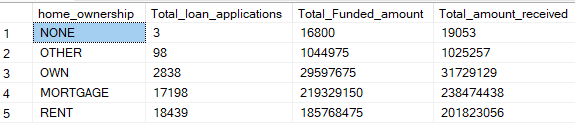 home_ownership Total_loan_applications Total_Funded_amount Total_amount_received
1 NONE 3 16800 19053
2 OTHER 98 1044975 1025257
3 OWN 2838 29597675 31729129
4 MORTGAGE 17198 219329150 238474438
5 RENT 18439 185768475 201823056